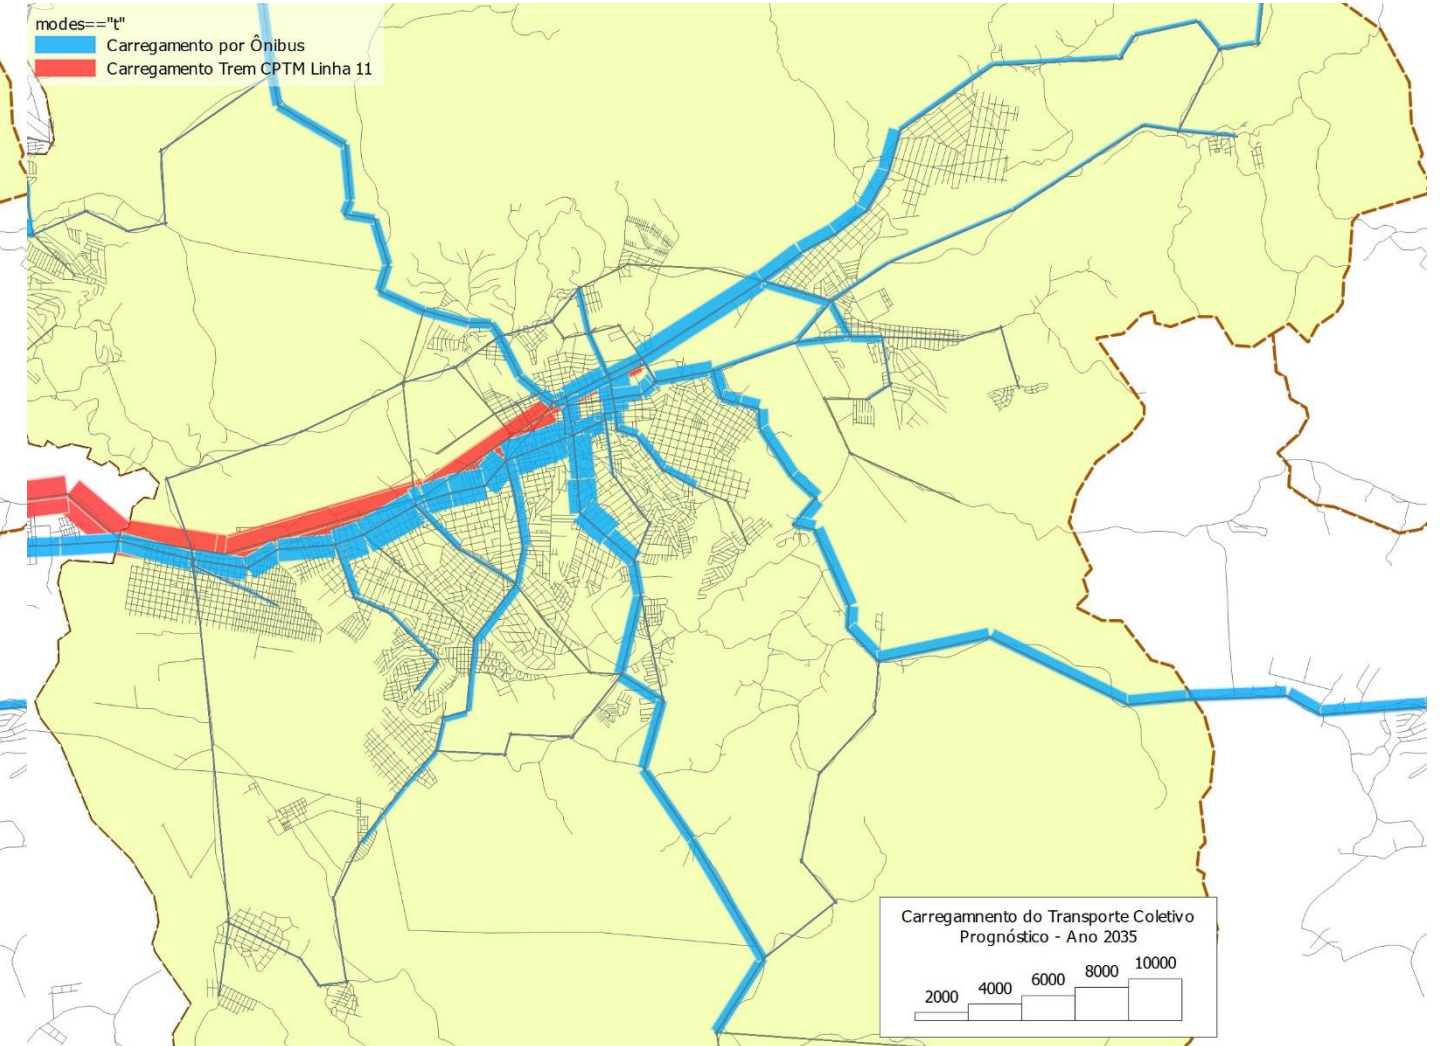 modes=="t"
Carregamento por Ônibus
Carregamento Trem CPTM Linha 11
Carregamnento do Transporte Coletivo
Prognóstico - Ano 2035
2000 4000 6000 8000 10000